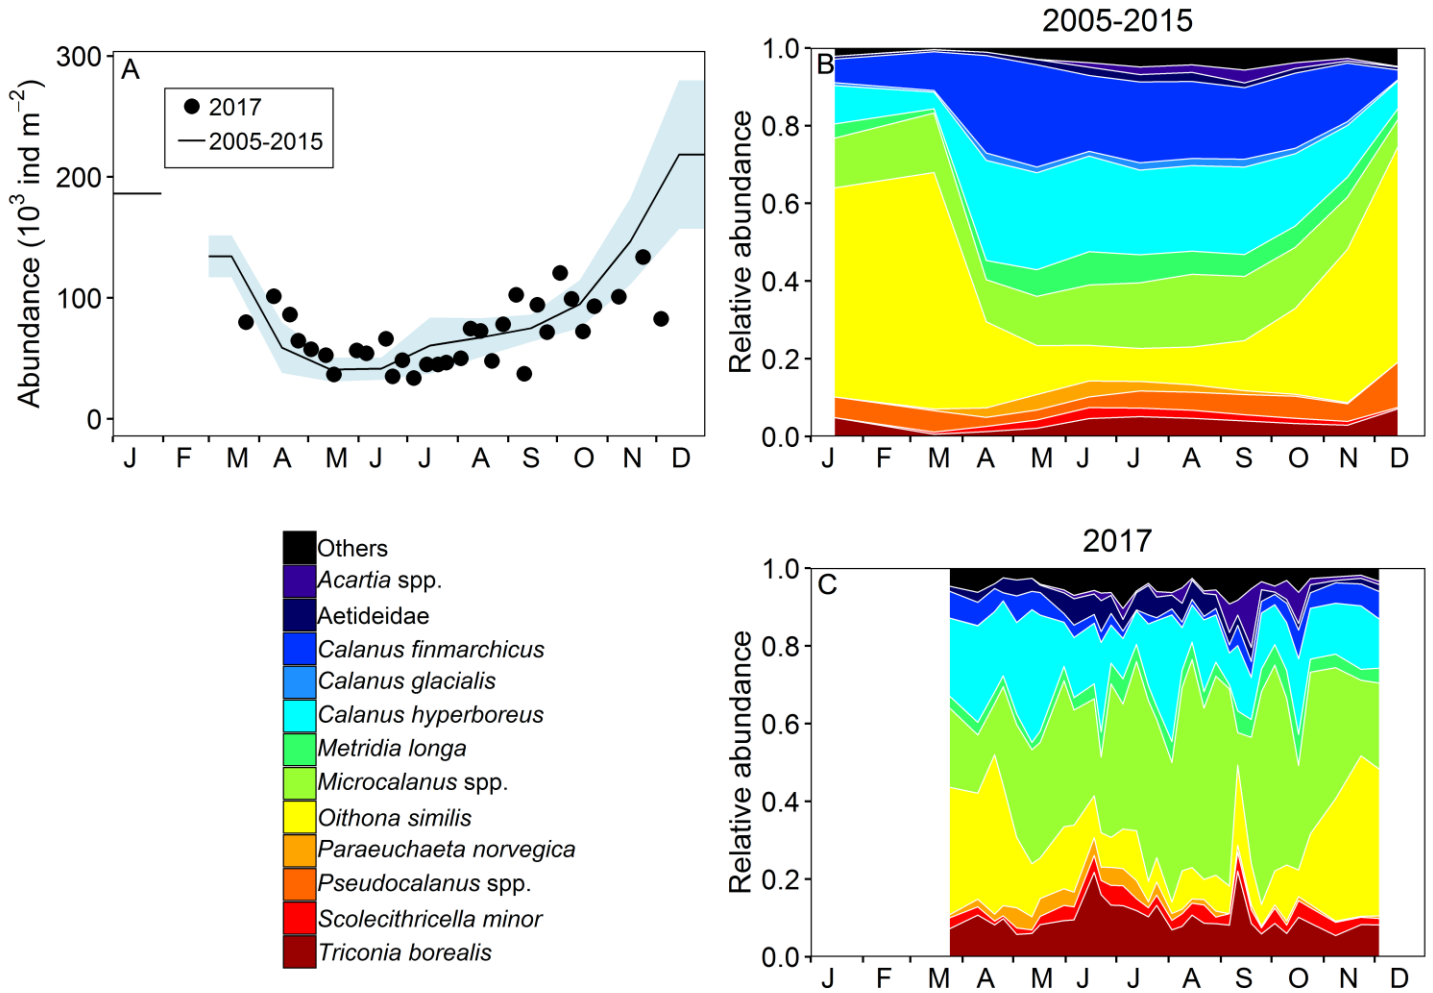 A
Abundance (10³ ind m⁻²)
300
200
100
0
2017
2005-2015
J F M A M J J A S O N D
2005-2015
B
Relative abundance
1.0
0.8
0.6
0.4
0.2
0.0
J F M A M J J A S O N D
Others
Acartia spp.
Aetideidae
Calanus finmarchicus
Calanus glacialis
Calanus hyperboreus
Metridia longa
Microcalanus spp.
Oithona similis
Paraeuchaeta norvegica
Pseudocalanus spp.
Scolecithricella minor
Triconia borealis
2017
C
Relative abundance
1.0
0.8
0.6
0.4
0.2
0.0
J F M A M J J A S O N D